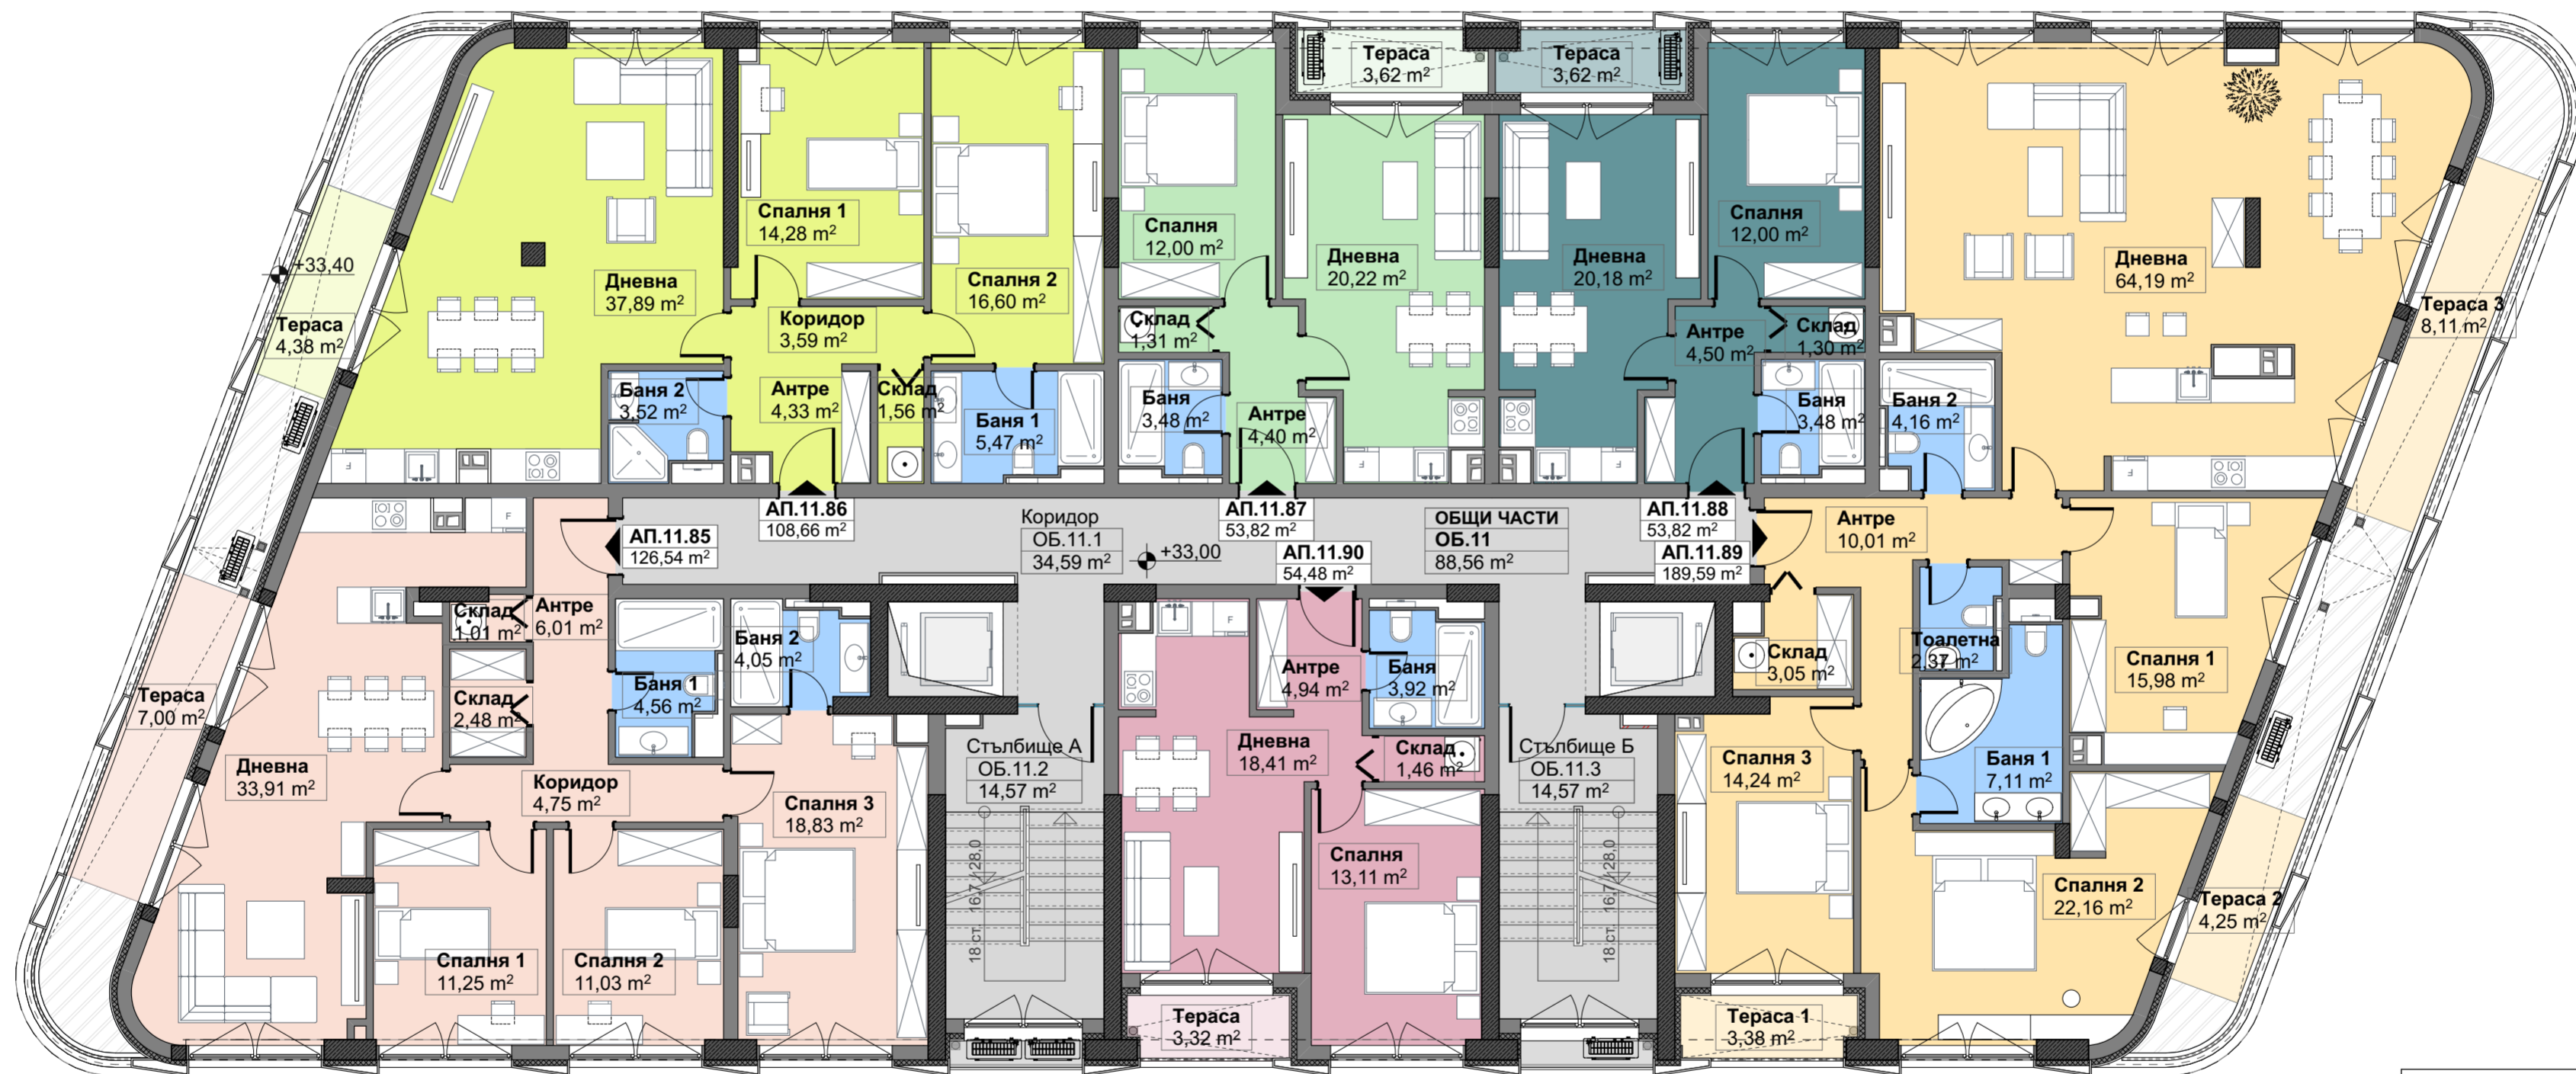 Тераса
3,62 m²
Тераса
3,62 m²
Спалня 1
14,28 m²
Спалня
12,00 m²
Спалня
12,00 m²
Дневна
20,22 m²
Дневна
20,18 m²
Дневна
64,19 m²
+33,40
Дневна
37,89 m²
Спалня 2
16,60 m²
Тераса
4,38 m²
Коридор
3,59 m²
Склад
1,31 m²
Антре
4,50 m²
Склад
1,30 m²
Тераса 3
8,11 m²
Баня 2
3,52 m²
Антре
4,33 m²
Склад
1,56 m²
Баня 1
5,47 m²
Баня
3,48 m²
Антре
4,40 m²
Баня
3,48 m²
Баня 2
4,16 m²
F
F
F
F
АП.11.85
126,54 m²
АП.11.86
108,66 m²
Коридор
ОБ.11.1
34,59 m²
+33,00
АП.11.87
53,82 m²
АП.11.90
54,48 m²
ОБЩИ ЧАСТИ
ОБ.11
88,56 m²
АП.11.88
53,82 m²
АП.11.89
189,59 m²
Антре
10,01 m²
F
F
Склад
1,01 m²
Антре
6,01 m²
Баня 2
4,05 m²
Антре
4,94 m²
Баня
3,92 m²
Склад
3,05 m²
Тоалетна
2,37 m²
Спалня 1
15,98 m²
Тераса
7,00 m²
Склад
2,48 m²
Баня 1
4,56 m²
Дневна
33,91 m²
Коридор
4,75 m²
Спалня 3
18,83 m²
Стълбище А
ОБ.11.2
14,57 m²
Дневна
18,41 m²
Склад
1,46 m²
Стълбище Б
ОБ.11.3
14,57 m²
Спалня 3
14,24 m²
Баня 1
7,11 m²
18 ст. 16,7 / 28,0
Спалня
13,11 m²
18 ст. 16,7 / 28,0
Спалня 2
22,16 m²
Тераса 2
4,25 m²
Спалня 1
11,25 m²
Спалня 2
11,03 m²
Тераса
3,32 m²
Тераса 1
3,38 m²